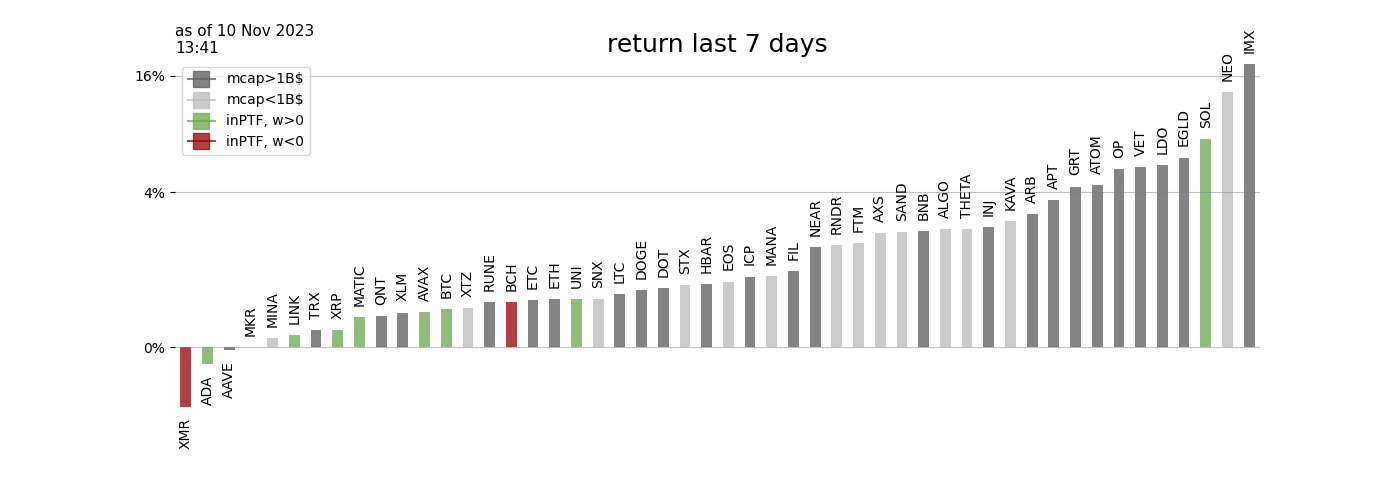 as of 10 Nov 2023
13:41
return last 7 days
mcap>1B$
mcap<1B$
inPTF, w>0
inPTF, w<0
16%
4%
0%
XMR
ADA
AAVE
MKR
MINA
LINK
TRX
XRP
MATIC
QNT
XLM
AVAX
BTC
XTZ
RUNE
BCH
ETC
ETH
UNI
SNX
LTC
DOGE
DOT
STX
HBAR
EOS
ICP
MANA
FIL
NEAR
RNDR
FTM
AXS
SAND
BNB
ALGO
THETA
INJ
KAVA
ARB
APT
GRT
ATOM
OP
VET
LDO
EGLD
SOL
NEO
IMX